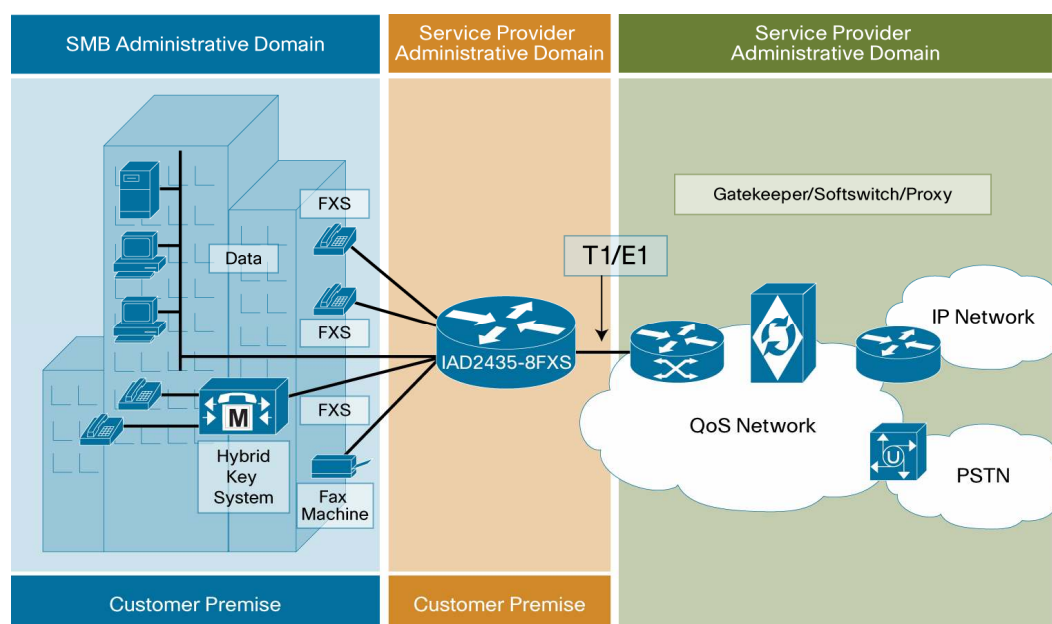 SMB Administrative Domain
Service Provider
Administrative Domain
Service Provider
Administrative Domain
FXS
Data
FXS
FXS
Hybrid
Key
System
Fax
Machine
M
T1/E1
IAD2435-8FXS
Gatekeeper/Softswitch/Proxy
IP Network
QoS Network
U
PSTN
Customer Premise
Customer Premise